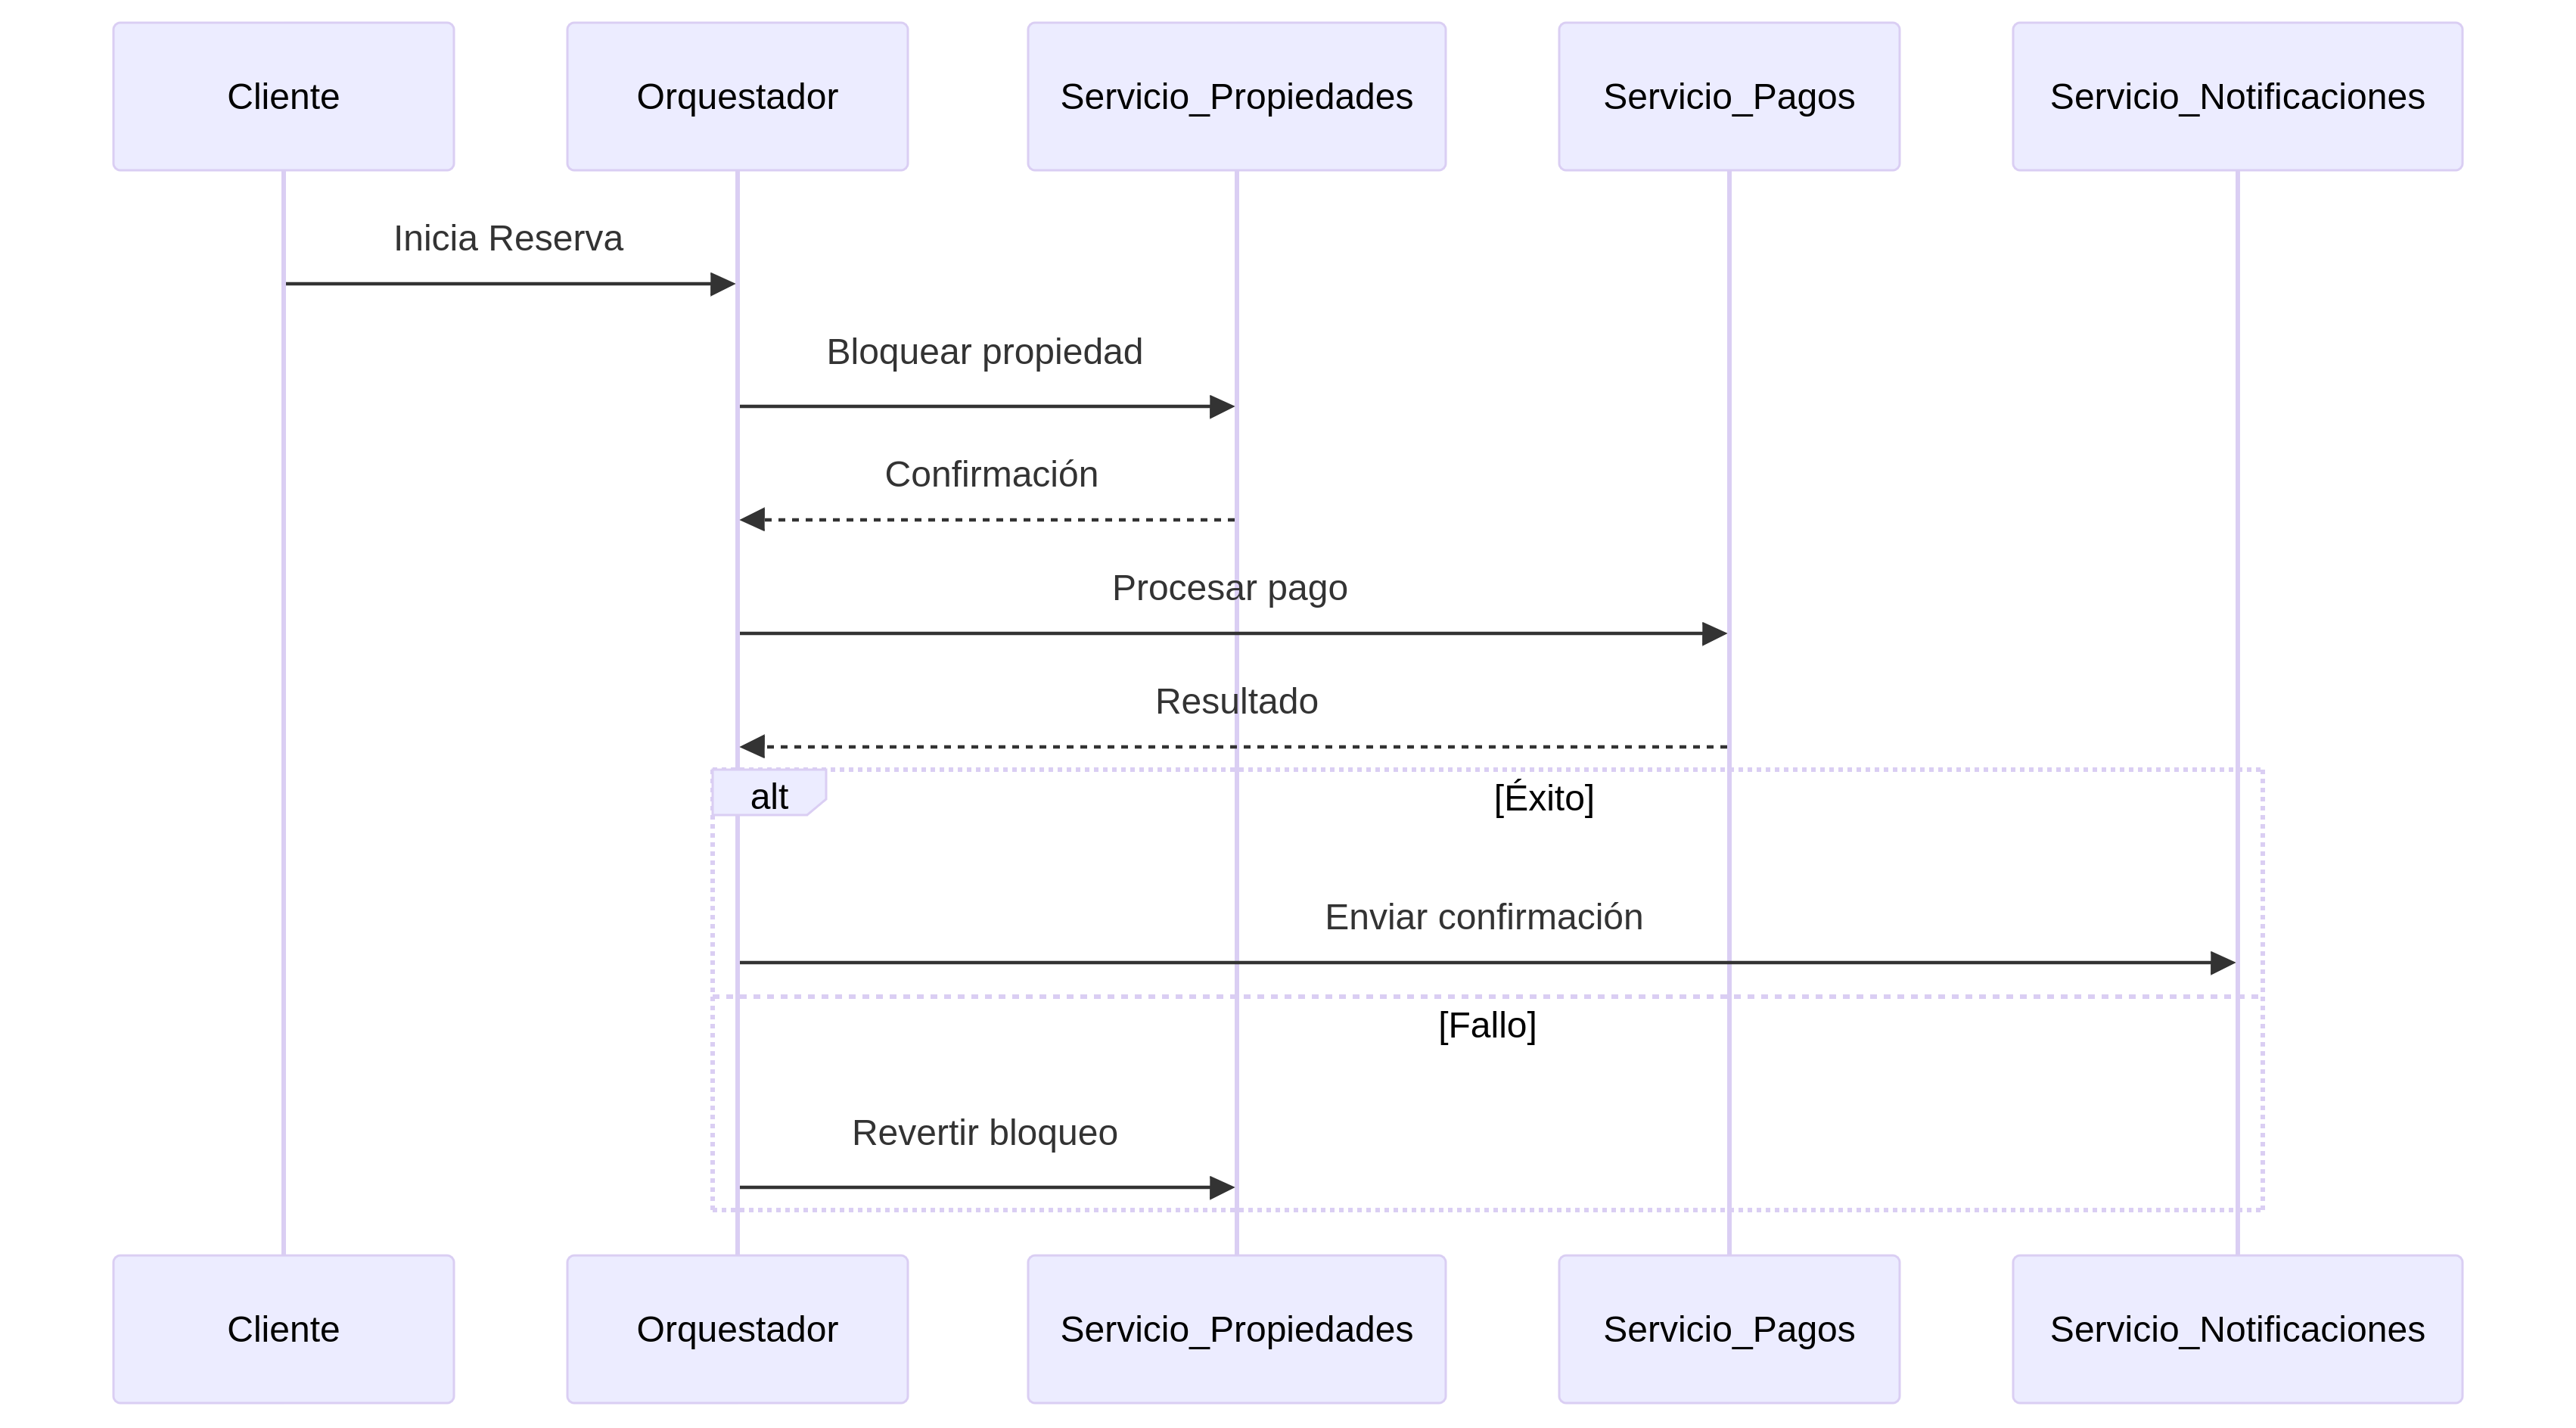 Cliente
Orquestador
Servicio_Propiedades
Servicio_Pagos
Servicio_Notificaciones
Inicia Reserva
Bloquear propiedad
Confirmación
Procesar pago
Resultado
alt
[Éxito]
Enviar confirmación
[Fallo]
Revertir bloqueo
Cliente
Orquestador
Servicio_Propiedades
Servicio_Pagos
Servicio_Notificaciones